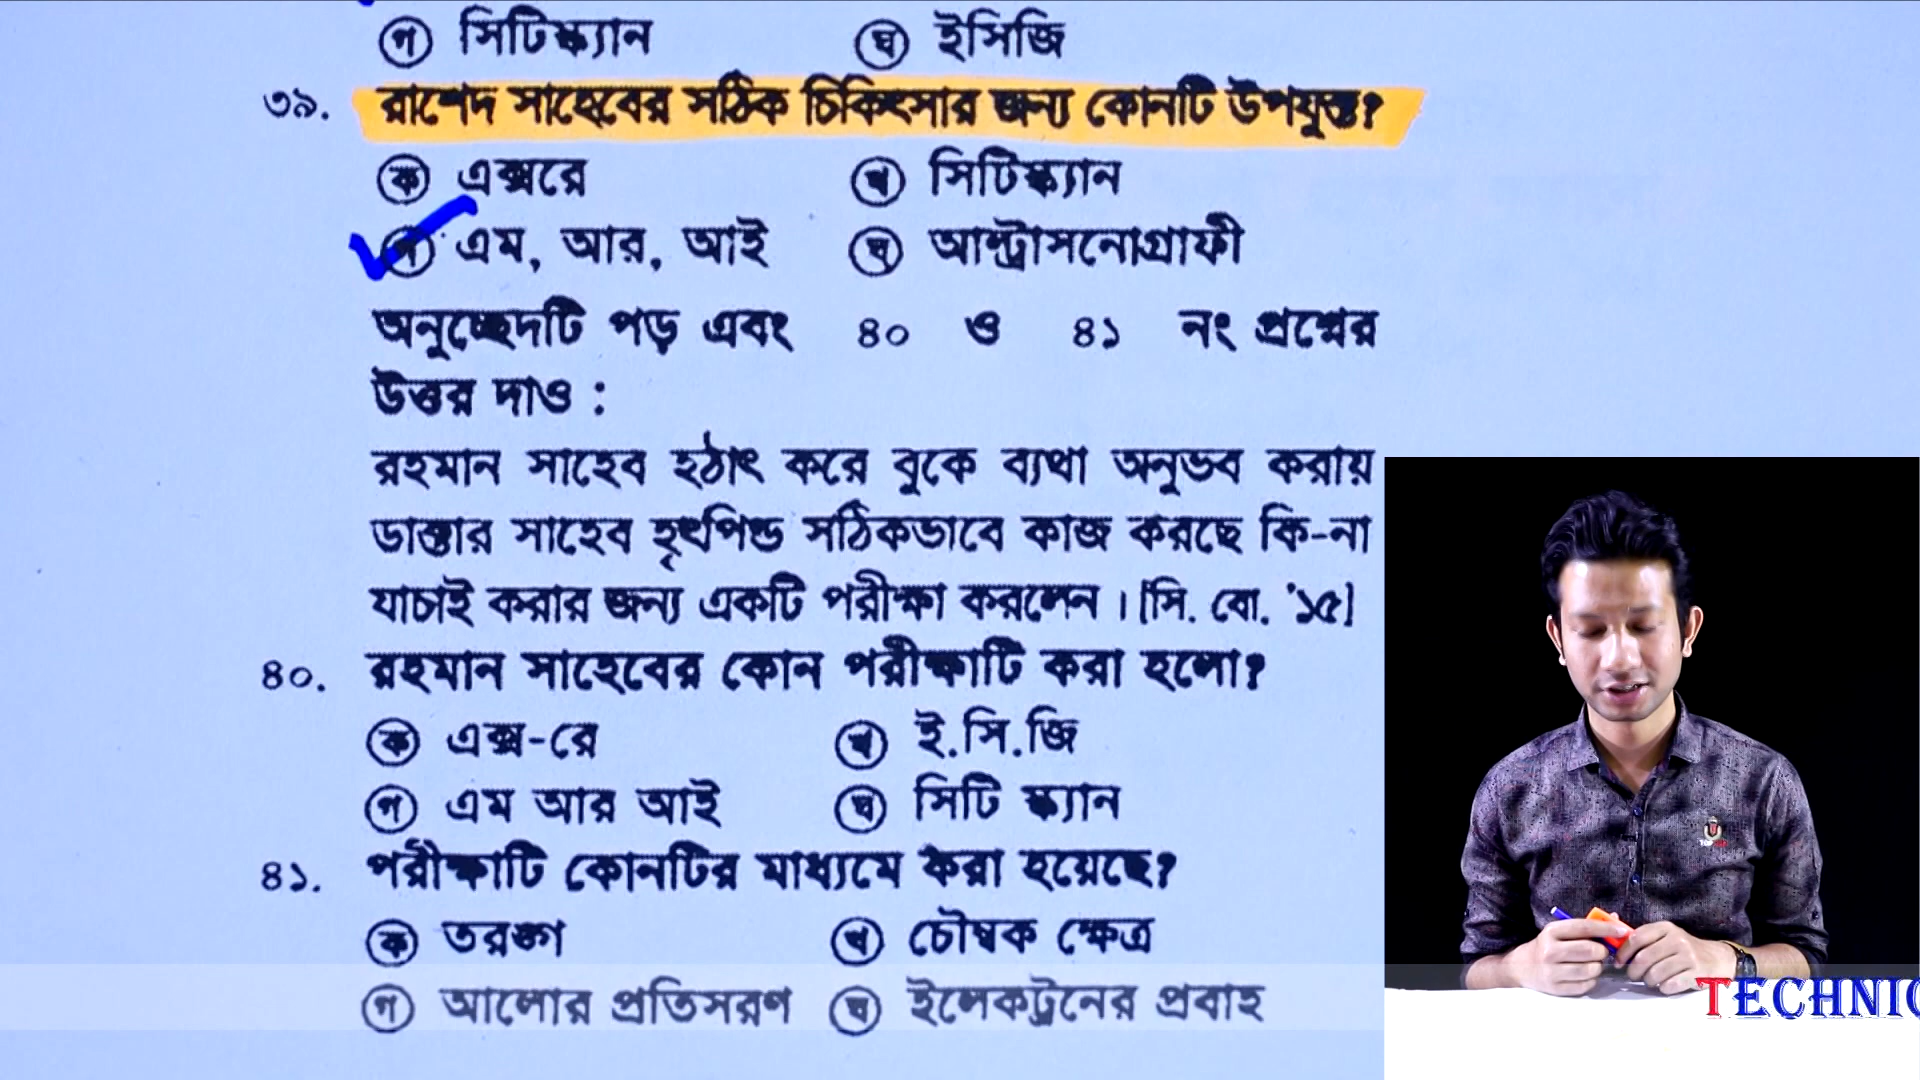 গ সিটিস্ক্যান ঘ ইসিজি
৩৯. রাশেদ সাহেবের সঠিক চিকিৎসার জন্য কোনটি উপযুক্ত?
ক এক্সরে খ সিটিস্ক্যান
গ এম, আর, আই ঘ আল্ট্রাসনোগ্রাফী
অনুচ্ছেদটি পড় এবং ৪০ ও ৪১ নং প্রশ্নের
উত্তর দাও :
রহমান সাহেব হঠাৎ করে বুকে ব্যথা অনুভব করায়
ডাক্তার সাহেব হৃৎপিণ্ড সঠিকভাবে কাজ করছে কি-না
যাচাই করার জন্য একটি পরীক্ষা করলেন। [সি. বো. '১৫]
৪০. রহমান সাহেবের কোন পরীক্ষাটি করা হলো?
ক এক্স-রে খ ই.সি.জি
গ এম আর আই ঘ সিটি স্ক্যান
৪১. পরীক্ষাটি কোনটির মাধ্যমে করা হয়েছে?
ক তরঙ্গ খ চৌম্বক ক্ষেত্র
গ আলোর প্রতিসরণ ঘ ইলেকট্রনের প্রবাহ
TECHNI